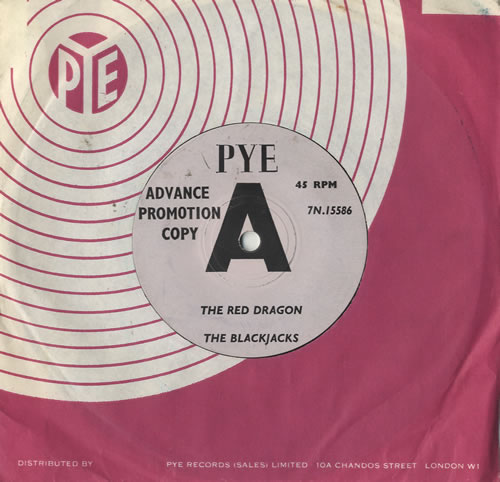 PYE
PYE
45 RPM
ADVANCE
PROMOTION
COPY
7N.15586
A
THE RED DRAGON
THE BLACKJACKS
DISTRIBUTED BY PYE RECORDS (SALES) LIMITED 10A CHANDOS STREET LONDON W1